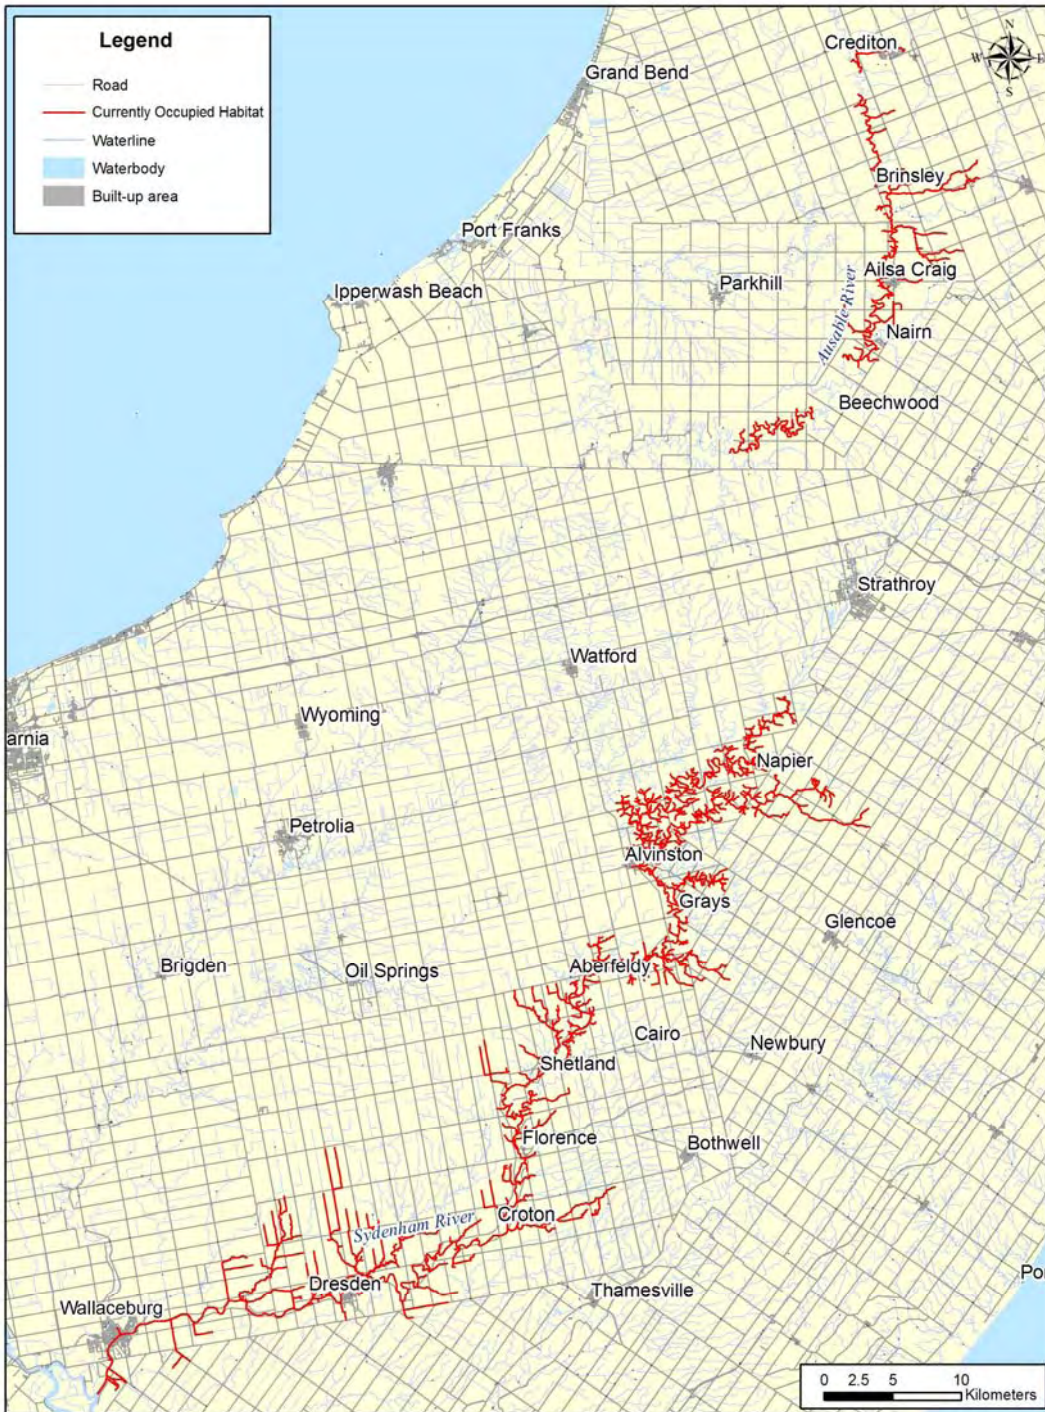 Legend
Road
Currently Occupied Habitat
Waterline
Waterbody
Built-up area
N
W
E
S
Crediton
Grand Bend
Brinsley
Port Franks
Ailsa Craig
Parkhill
Ipperwash Beach
Ausable River
Nairn
Beechwood
Strathroy
Watford
Wyoming
arnia
Napier
Petrolia
Alvinston
Grays
Glencoe
Brigden
Oil Springs
Aberfeldy
Cairo
Newbury
Shetland
Florence
Bothwell
Croton
Sydenham River
Po
Dresden
Thamesville
Wallaceburg
0 2.5 5 10
Kilometers